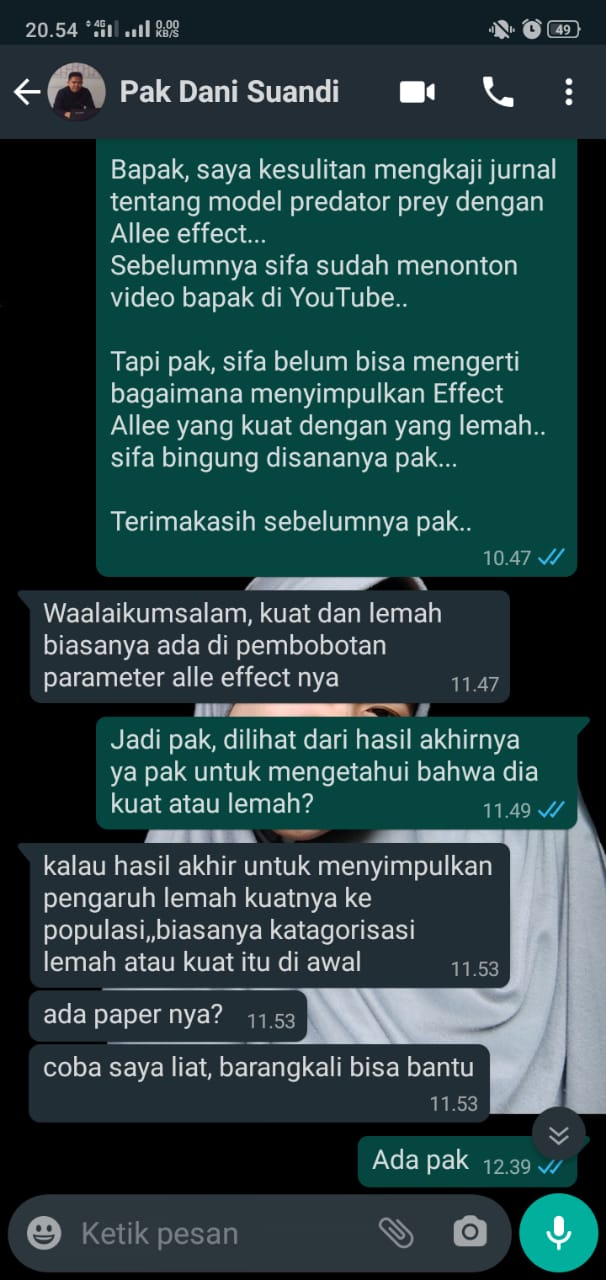 20.54 4G 0.00 KB/S 49
Pak Dani Suandi
Bapak, saya kesulitan mengkaji jurnal
tentang model predator prey dengan
Allee effect...
Sebelumnya sifa sudah menonton
video bapak di YouTube..
Tapi pak, sifa belum bisa mengerti
bagaimana menyimpulkan Effect
Allee yang kuat dengan yang lemah..
sifa bingung disananya pak...
Terimakasih sebelumnya pak..
10.47
Waalaikumsalam, kuat dan lemah
biasanya ada di pembobotan
parameter alle effect nya
11.47
Jadi pak, dilihat dari hasil akhirnya
ya pak untuk mengetahui bahwa dia
kuat atau lemah?
11.49
kalau hasil akhir untuk menyimpulkan
pengaruh lemah kuatnya ke
populasi,,biasanya katagorisasi
lemah atau kuat itu di awal
11.53
ada paper nya?
11.53
coba saya liat, barangkali bisa bantu
11.53
Ada pak
12.39
Ketik pesan